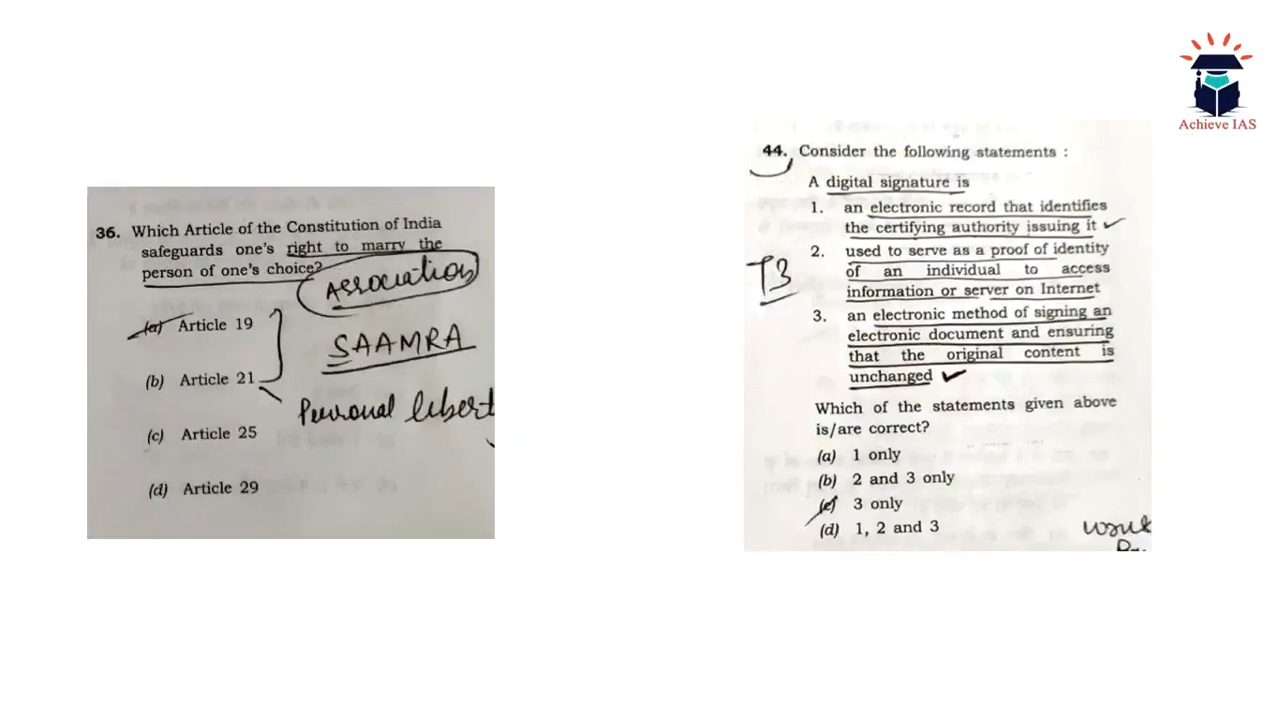 Achieve IAS
36. Which Article of the Constitution of India
safeguards one's right to marry the
person of one's choice?
Association
(a) Article 19
SAAMRA
(b) Article 21
Personal libert
(c) Article 25
(d) Article 29
44. Consider the following statements :
A digital signature is
1. an electronic record that identifies
the certifying authority issuing it
2. used to serve as a proof of identity
of an individual to access
information or server on Internet
3. an electronic method of signing an
electronic document and ensuring
that the original content is
unchanged
Which of the statements given above
is/are correct?
(a) 1 only
(b) 2 and 3 only
(c) 3 only
(d) 1, 2 and 3